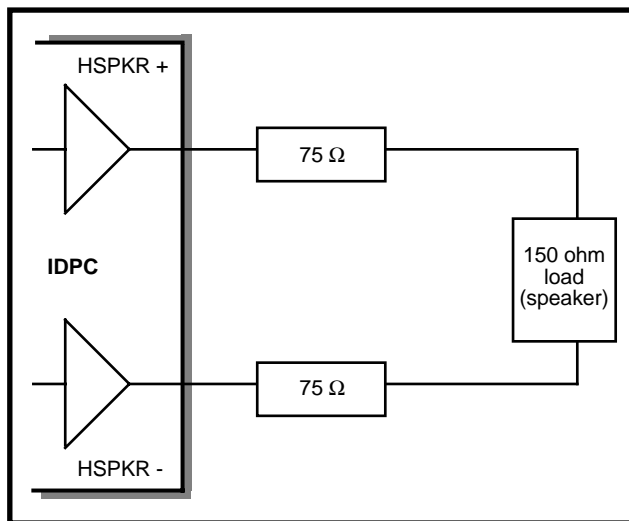 HSPKR +
75 Ω
150 ohm
load
(speaker)
IDPC
75 Ω
HSPKR -